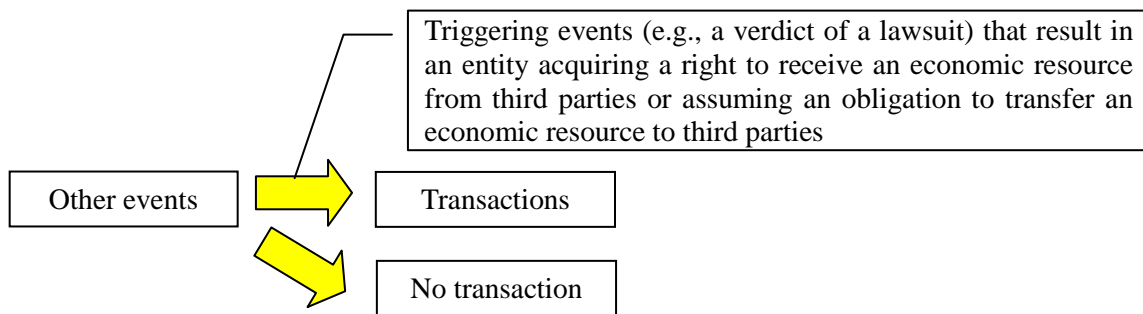 Triggering events (e.g., a verdict of a lawsuit) that result in
an entity acquiring a right to receive an economic resource
from third parties or assuming an obligation to transfer an
economic resource to third parties
Other events
Transactions
No transaction